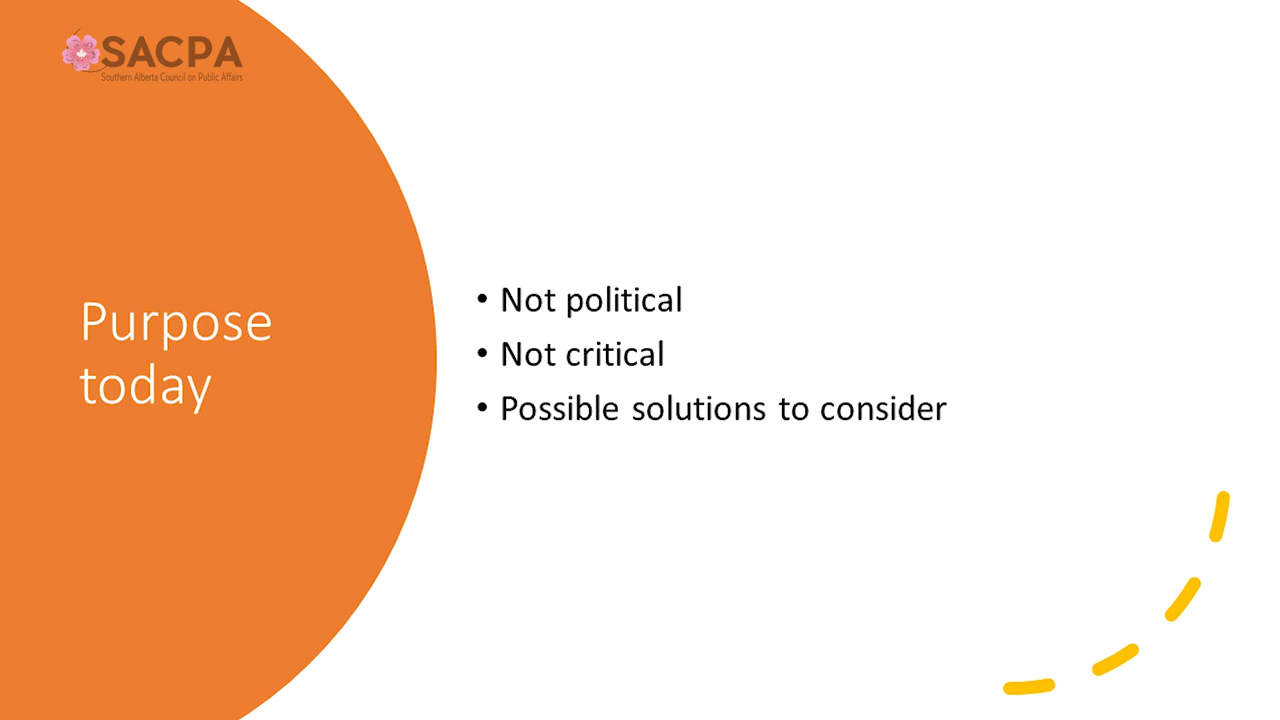 SACPA
Southern Alberta Council on Public Affairs
Purpose
today
• Not political
• Not critical
• Possible solutions to consider